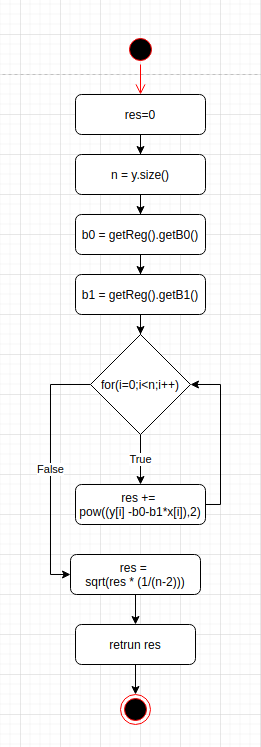 res=0
n = y.size()
b0 = getReg().getB0()
b1 = getReg().getB1()
for(i=0;i<n;i++)
False
True
res +=
pow((y[i] -b0-b1*x[i]),2)
res =
sqrt(res * (1/(n-2)))
retrun res